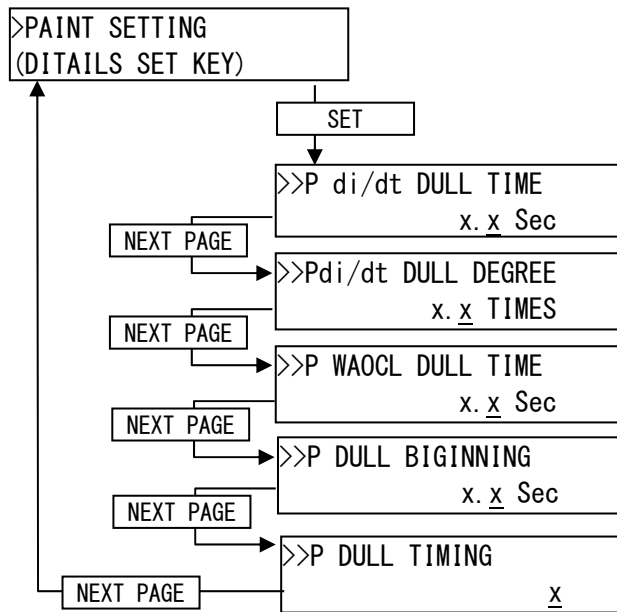 >PAINT SETTING
(DITAILS SET KEY)
SET
>>P di/dt DULL TIME
x.x Sec
NEXT PAGE
>>Pdi/dt DULL DEGREE
x.x TIMES
NEXT PAGE
>>P WAOCL DULL TIME
x.x Sec
NEXT PAGE
>>P DULL BIGINNING
x.x Sec
NEXT PAGE
>>P DULL TIMING
x
NEXT PAGE